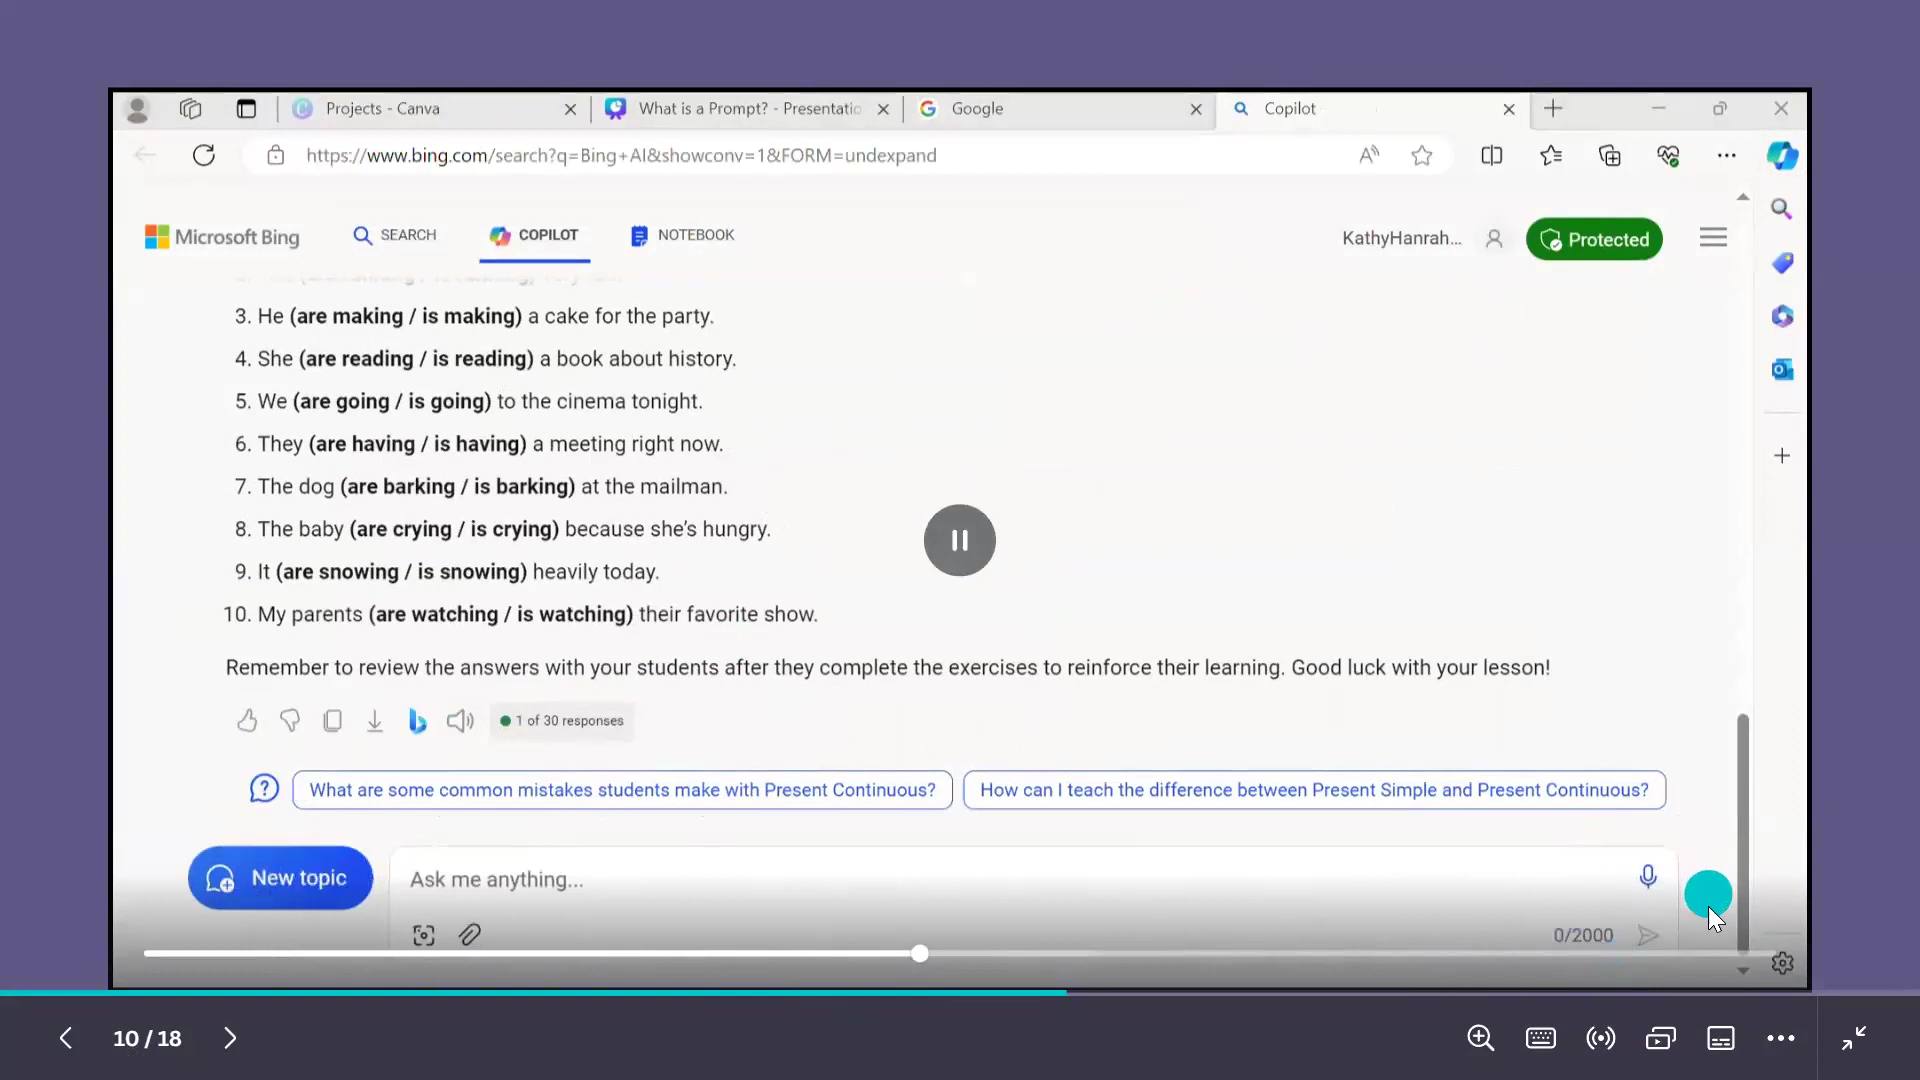 Projects - Canva
What is a Prompt? - Presentatio
Google
Copilot
https://www.bing.com/search?q=Bing+AI&showconv=1&FORM=undexpand
Microsoft Bing
SEARCH
COPILOT
NOTEBOOK
KathyHanrah...
Protected
3. He (are making / is making) a cake for the party.
4. She (are reading / is reading) a book about history.
5. We (are going / is going) to the cinema tonight.
6. They (are having / is having) a meeting right now.
7. The dog (are barking / is barking) at the mailman.
8. The baby (are crying / is crying) because she’s hungry.
9. It (are snowing / is snowing) heavily today.
10. My parents (are watching / is watching) their favorite show.
Remember to review the answers with your students after they complete the exercises to reinforce their learning. Good luck with your lesson!
1 of 30 responses
What are some common mistakes students make with Present Continuous?
How can I teach the difference between Present Simple and Present Continuous?
New topic
Ask me anything...
0/2000
10 / 18